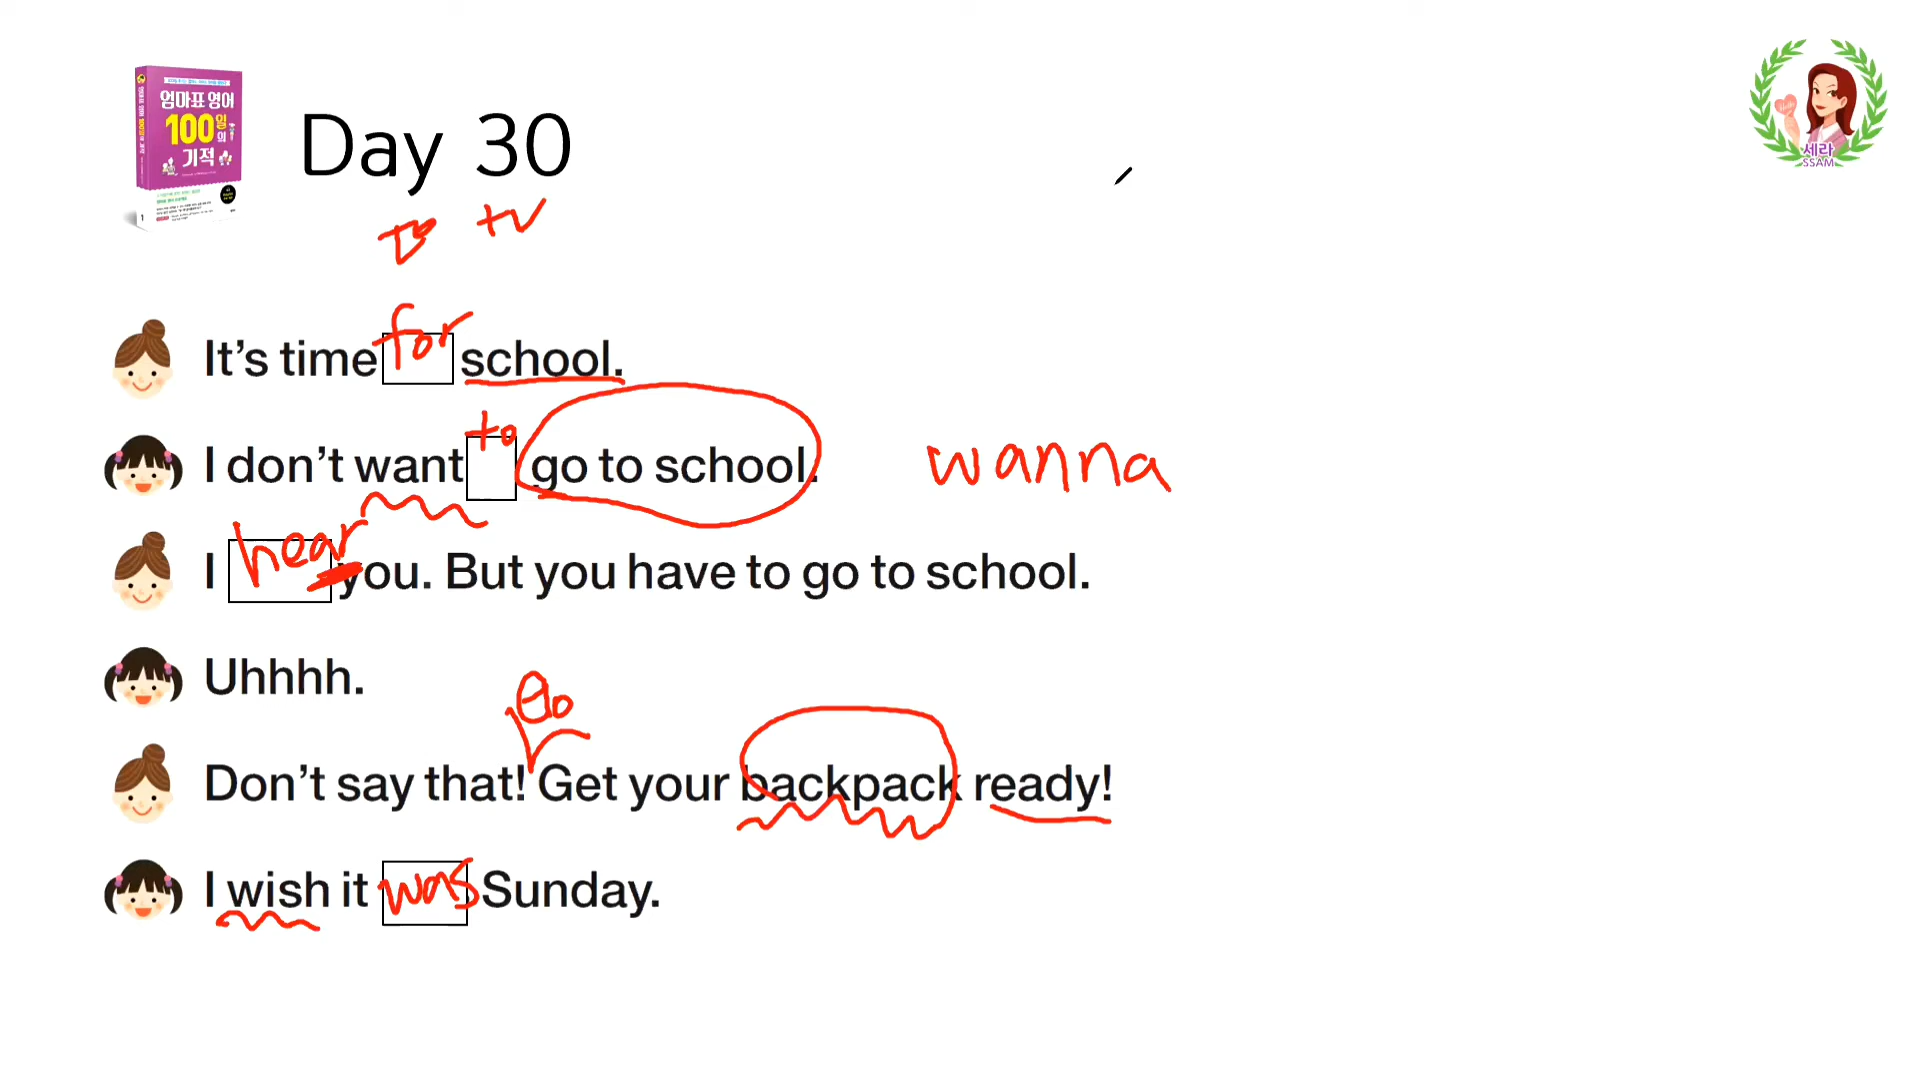 엄마표 영어
100일의
기적
Day 30
세라
SSAM
to tv
It's time for school.
I don't want to go to school. wanna
I hear you. But you have to go to school.
Uhhhh.
Go
Don't say that! Get your backpack ready!
I wish it was Sunday.